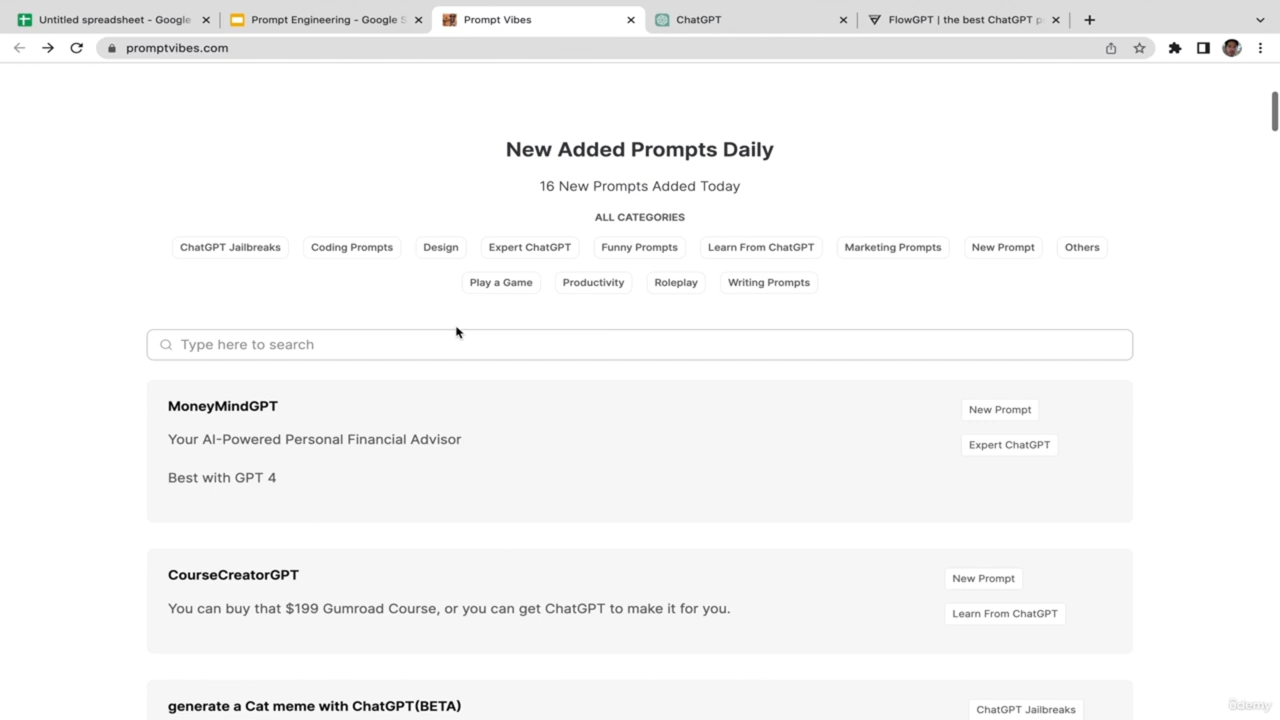 Untitled spreadsheet - Google
Prompt Engineering - Google S
Prompt Vibes
ChatGPT
FlowGPT | the best ChatGPT p
promptvibes.com
New Added Prompts Daily
16 New Prompts Added Today
ALL CATEGORIES
ChatGPT Jailbreaks
Coding Prompts
Design
Expert ChatGPT
Funny Prompts
Learn From ChatGPT
Marketing Prompts
New Prompt
Others
Play a Game
Productivity
Roleplay
Writing Prompts
Type here to search
MoneyMindGPT
New Prompt
Your AI-Powered Personal Financial Advisor
Expert ChatGPT
Best with GPT 4
CourseCreatorGPT
New Prompt
You can buy that $199 Gumroad Course, or you can get ChatGPT to make it for you.
Learn From ChatGPT
generate a Cat meme with ChatGPT(BETA)
ChatGPT Jailbreaks
ûdemy